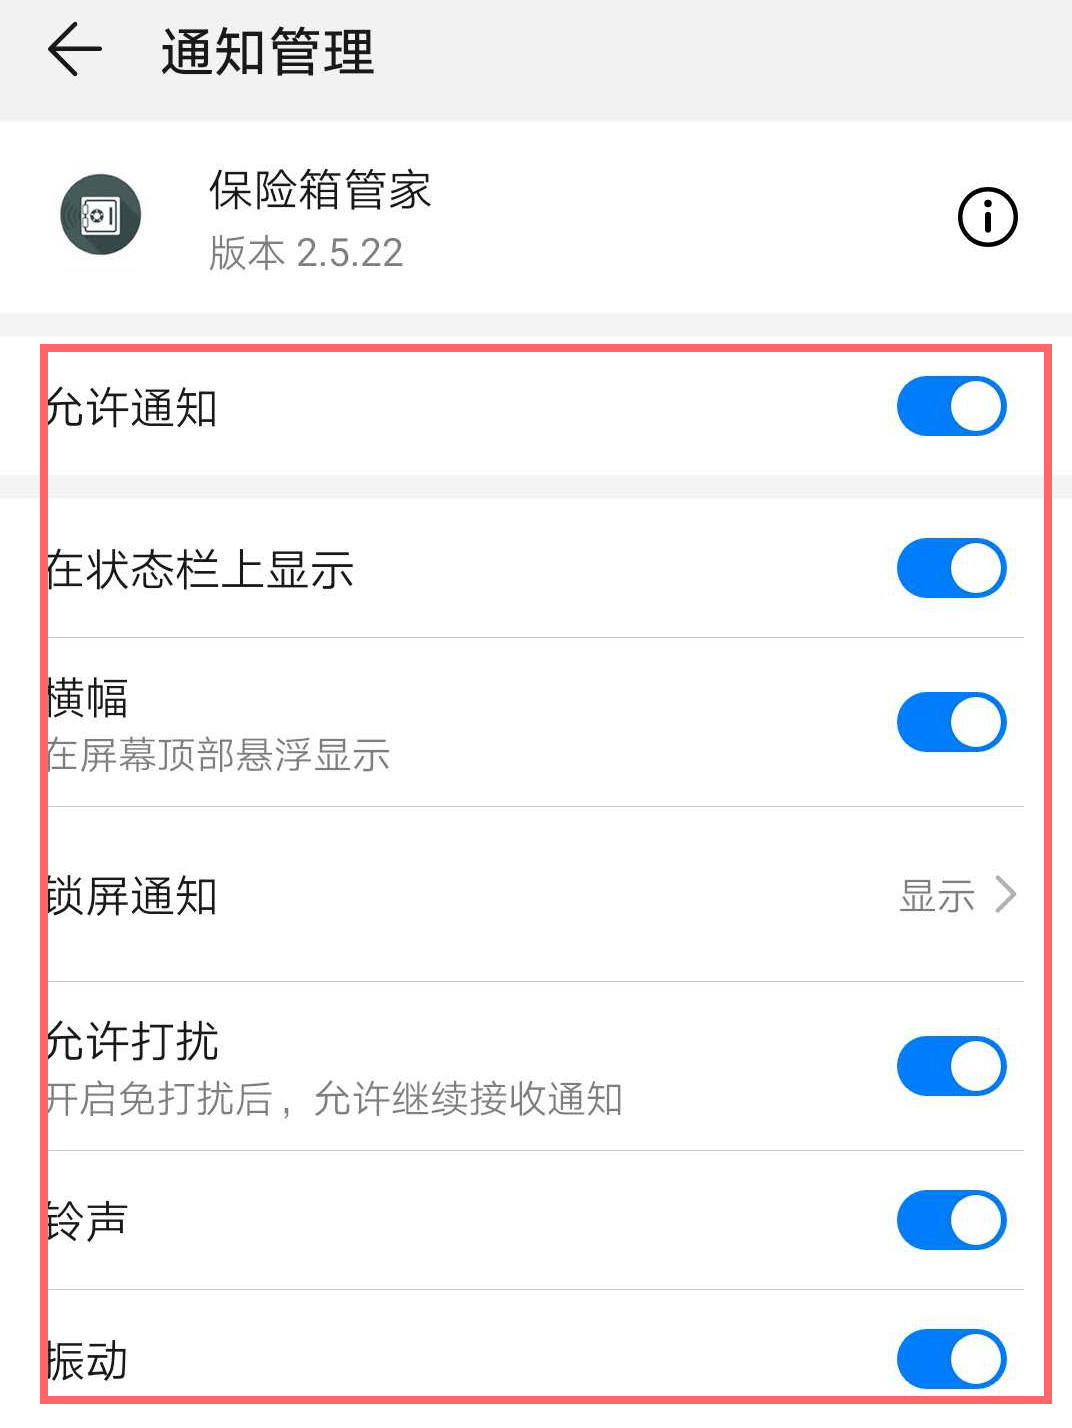 通知管理
保险箱管家
版本 2.5.22
允许通知
在状态栏上显示
横幅
在屏幕顶部悬浮显示
锁屏通知
显示
允许打扰
开启免打扰后，允许继续接收通知
铃声
振动